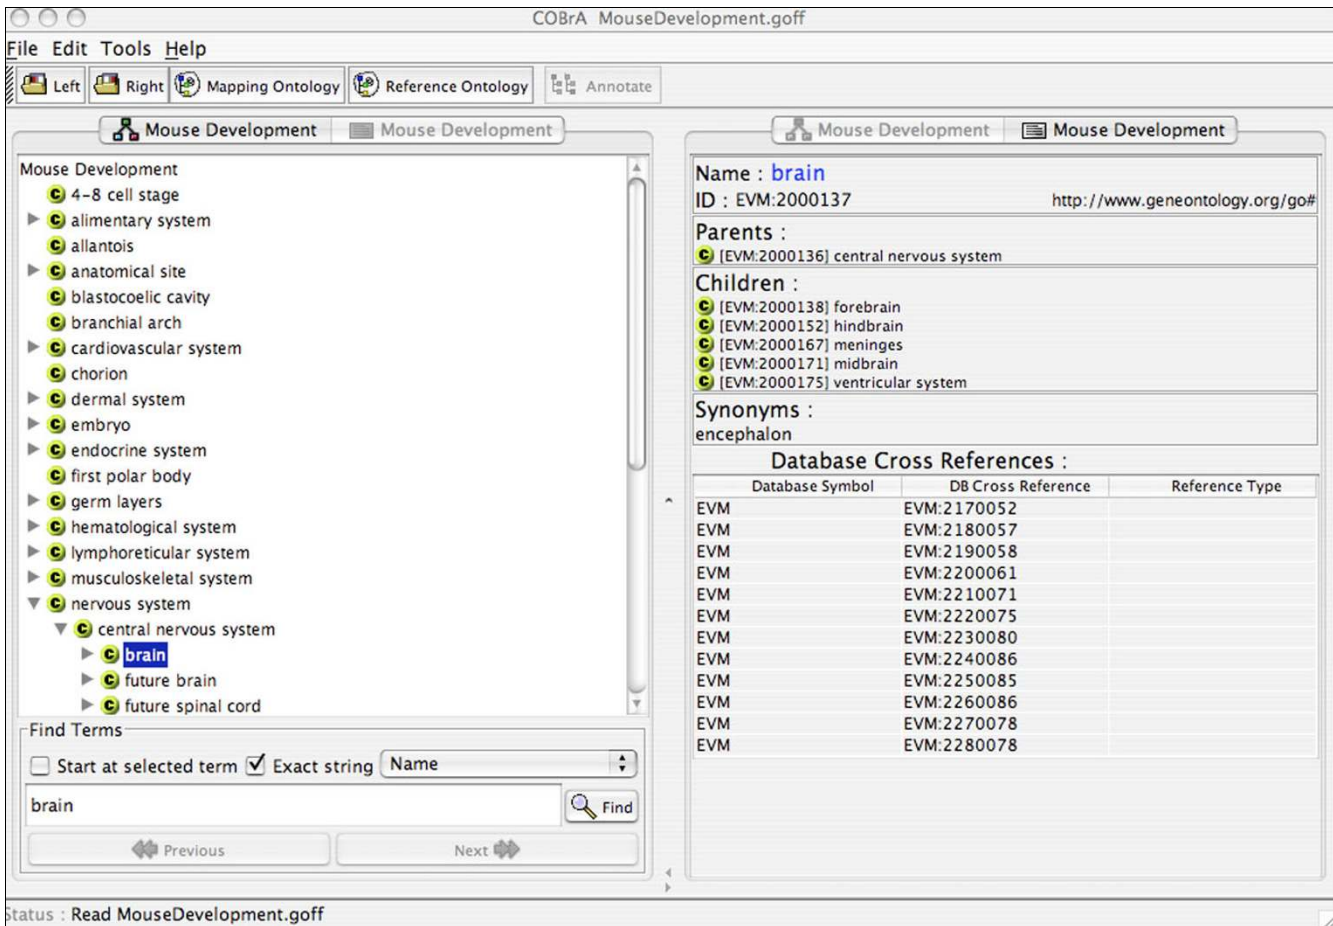 COBrA MouseDevelopment.goff
File Edit Tools Help
Left Right Mapping Ontology Reference Ontology Annotate
Mouse Development Mouse Development
Mouse Development
4-8 cell stage
alimentary system
allantois
anatomical site
blastocoelic cavity
branchial arch
cardiovascular system
chorion
dermal system
embryo
endocrine system
first polar body
germ layers
hematological system
lymphoreticular system
musculoskeletal system
nervous system
central nervous system
brain
future brain
future spinal cord
Find Terms
Start at selected term Exact string Name
brain Find
Previous Next
Mouse Development Mouse Development
Name : brain
ID : EVM:2000137 http://www.geneontology.org/go#
Parents :
[EVM:2000136] central nervous system
Children :
[EVM:2000138] forebrain
[EVM:2000152] hindbrain
[EVM:2000167] meninges
[EVM:2000171] midbrain
[EVM:2000175] ventricular system
Synonyms :
encephalon
Database Cross References :
Database Symbol DB Cross Reference Reference Type
EVM EVM:2170052
EVM EVM:2180057
EVM EVM:2190058
EVM EVM:2200061
EVM EVM:2210071
EVM EVM:2220075
EVM EVM:2230080
EVM EVM:2240086
EVM EVM:2250085
EVM EVM:2260086
EVM EVM:2270078
EVM EVM:2280078
Status : Read MouseDevelopment.goff